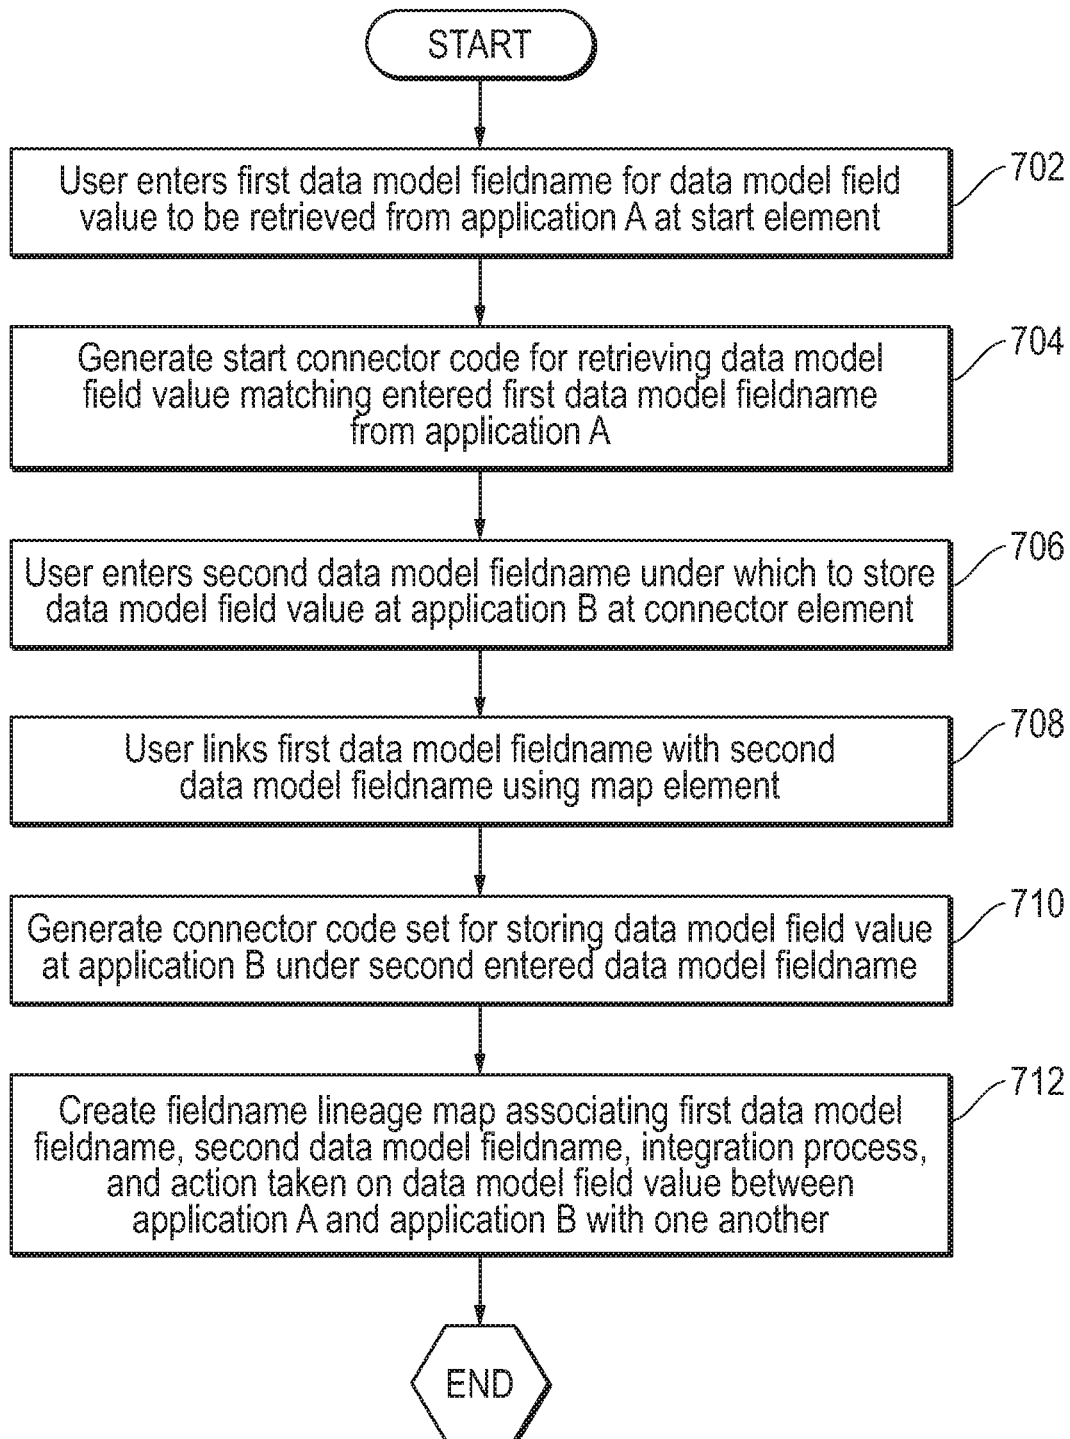 START
User enters first data model fieldname for data model field
value to be retrieved from application A at start element
702
Generate start connector code for retrieving data model
field value matching entered first data model fieldname
from application A
704
User enters second data model fieldname under which to store
data model field value at application B at connector element
706
User links first data model fieldname with second
data model fieldname using map element
708
Generate connector code set for storing data model field value
at application B under second entered data model fieldname
710
Create fieldname lineage map associating first data model
fieldname, second data model fieldname, integration process,
and action taken on data model field value between
application A and application B with one another
712
END